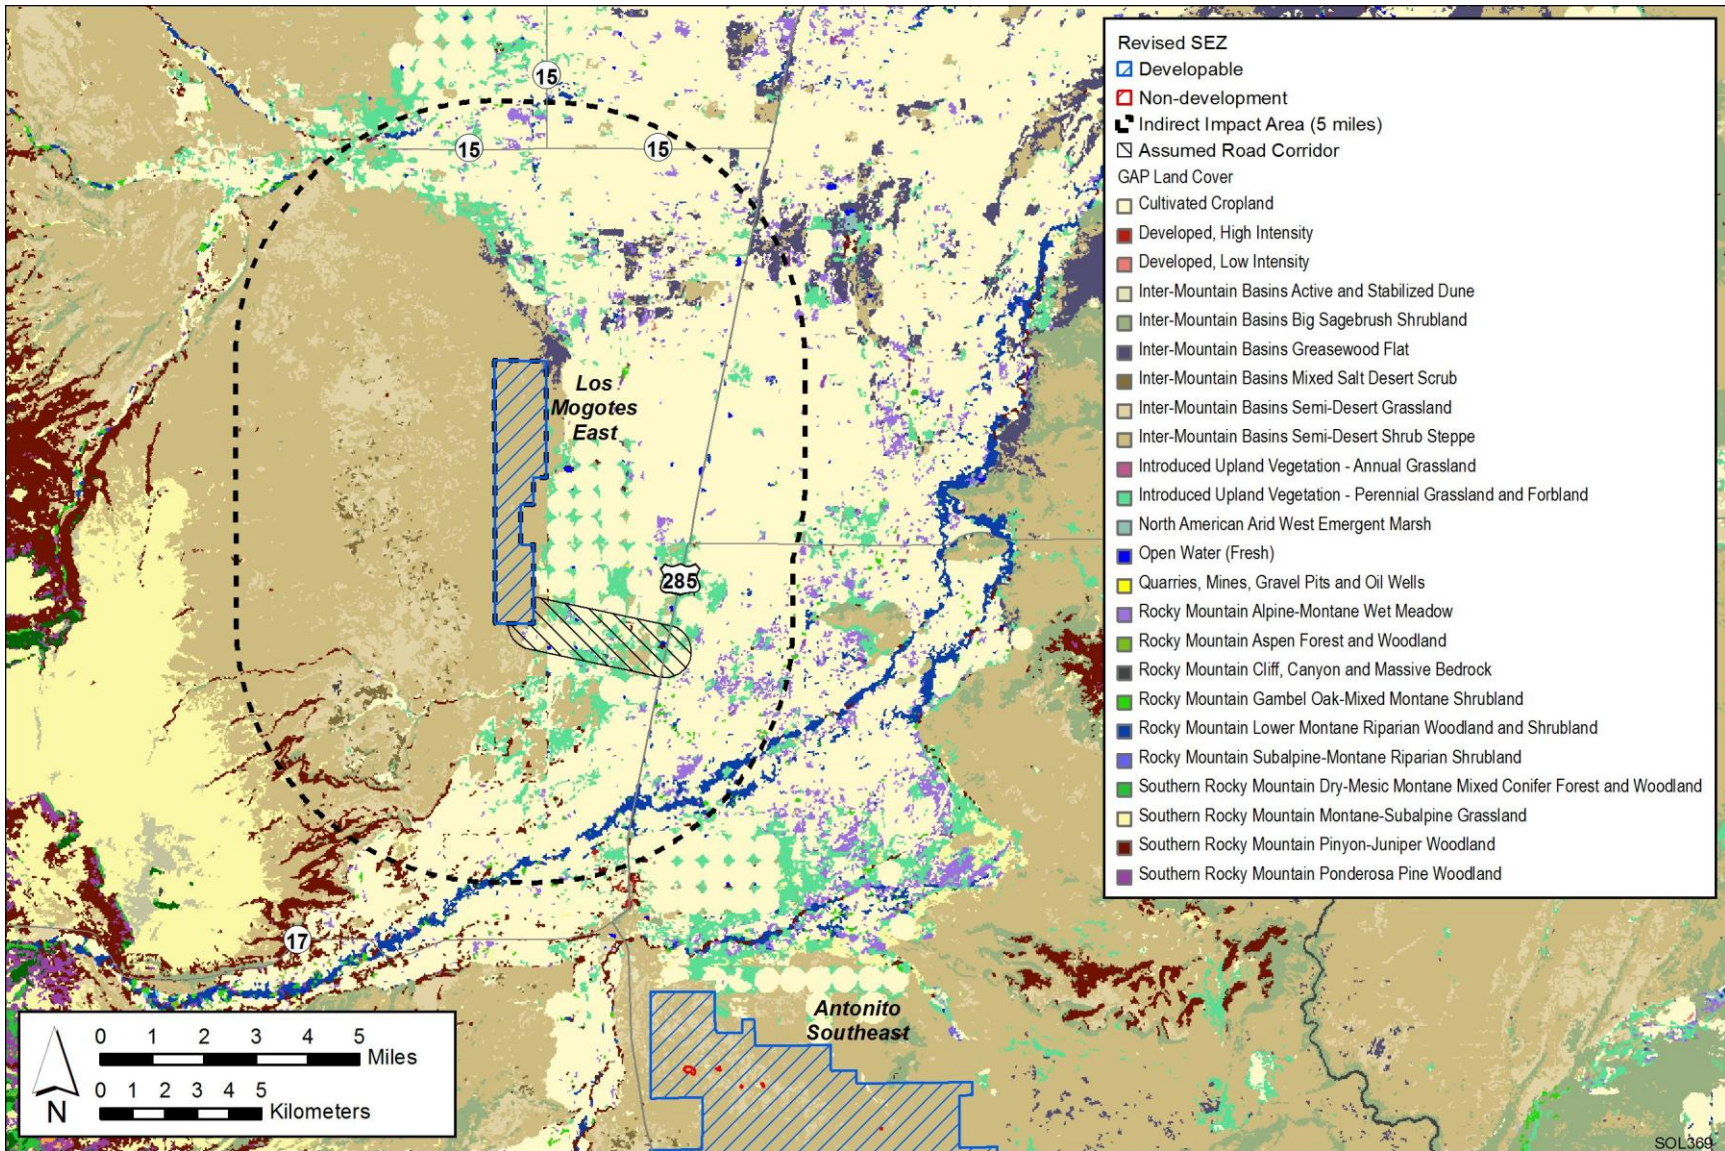 15
15
15
Los
Mogotes
East
285
17
Antonito
Southeast
Revised SEZ
Developable
Non-development
Indirect Impact Area (5 miles)
Assumed Road Corridor
GAP Land Cover
Cultivated Cropland
Developed, High Intensity
Developed, Low Intensity
Inter-Mountain Basins Active and Stabilized Dune
Inter-Mountain Basins Big Sagebrush Shrubland
Inter-Mountain Basins Greasewood Flat
Inter-Mountain Basins Mixed Salt Desert Scrub
Inter-Mountain Basins Semi-Desert Grassland
Inter-Mountain Basins Semi-Desert Shrub Steppe
Introduced Upland Vegetation - Annual Grassland
Introduced Upland Vegetation - Perennial Grassland and Forbland
North American Arid West Emergent Marsh
Open Water (Fresh)
Quarries, Mines, Gravel Pits and Oil Wells
Rocky Mountain Alpine-Montane Wet Meadow
Rocky Mountain Aspen Forest and Woodland
Rocky Mountain Cliff, Canyon and Massive Bedrock
Rocky Mountain Gambel Oak-Mixed Montane Shrubland
Rocky Mountain Lower Montane Riparian Woodland and Shrubland
Rocky Mountain Subalpine-Montane Riparian Shrubland
Southern Rocky Mountain Dry-Mesic Montane Mixed Conifer Forest and Woodland
Southern Rocky Mountain Montane-Subalpine Grassland
Southern Rocky Mountain Pinyon-Juniper Woodland
Southern Rocky Mountain Ponderosa Pine Woodland
0 1 2 3 4 5
Miles
0 1 2 3 4 5
Kilometers
N
SOL369